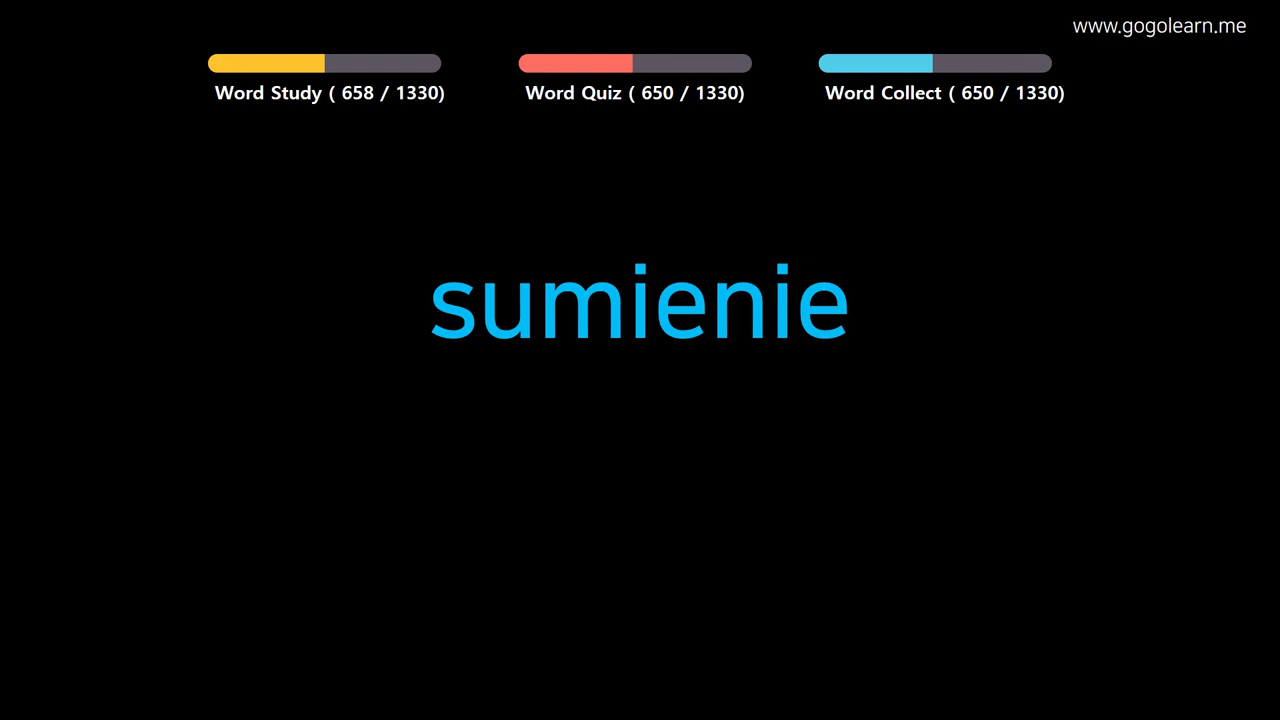 www.gogolearn.me
Word Study ( 658 / 1330)
Word Quiz ( 650 / 1330)
Word Collect ( 650 / 1330)
sumienie